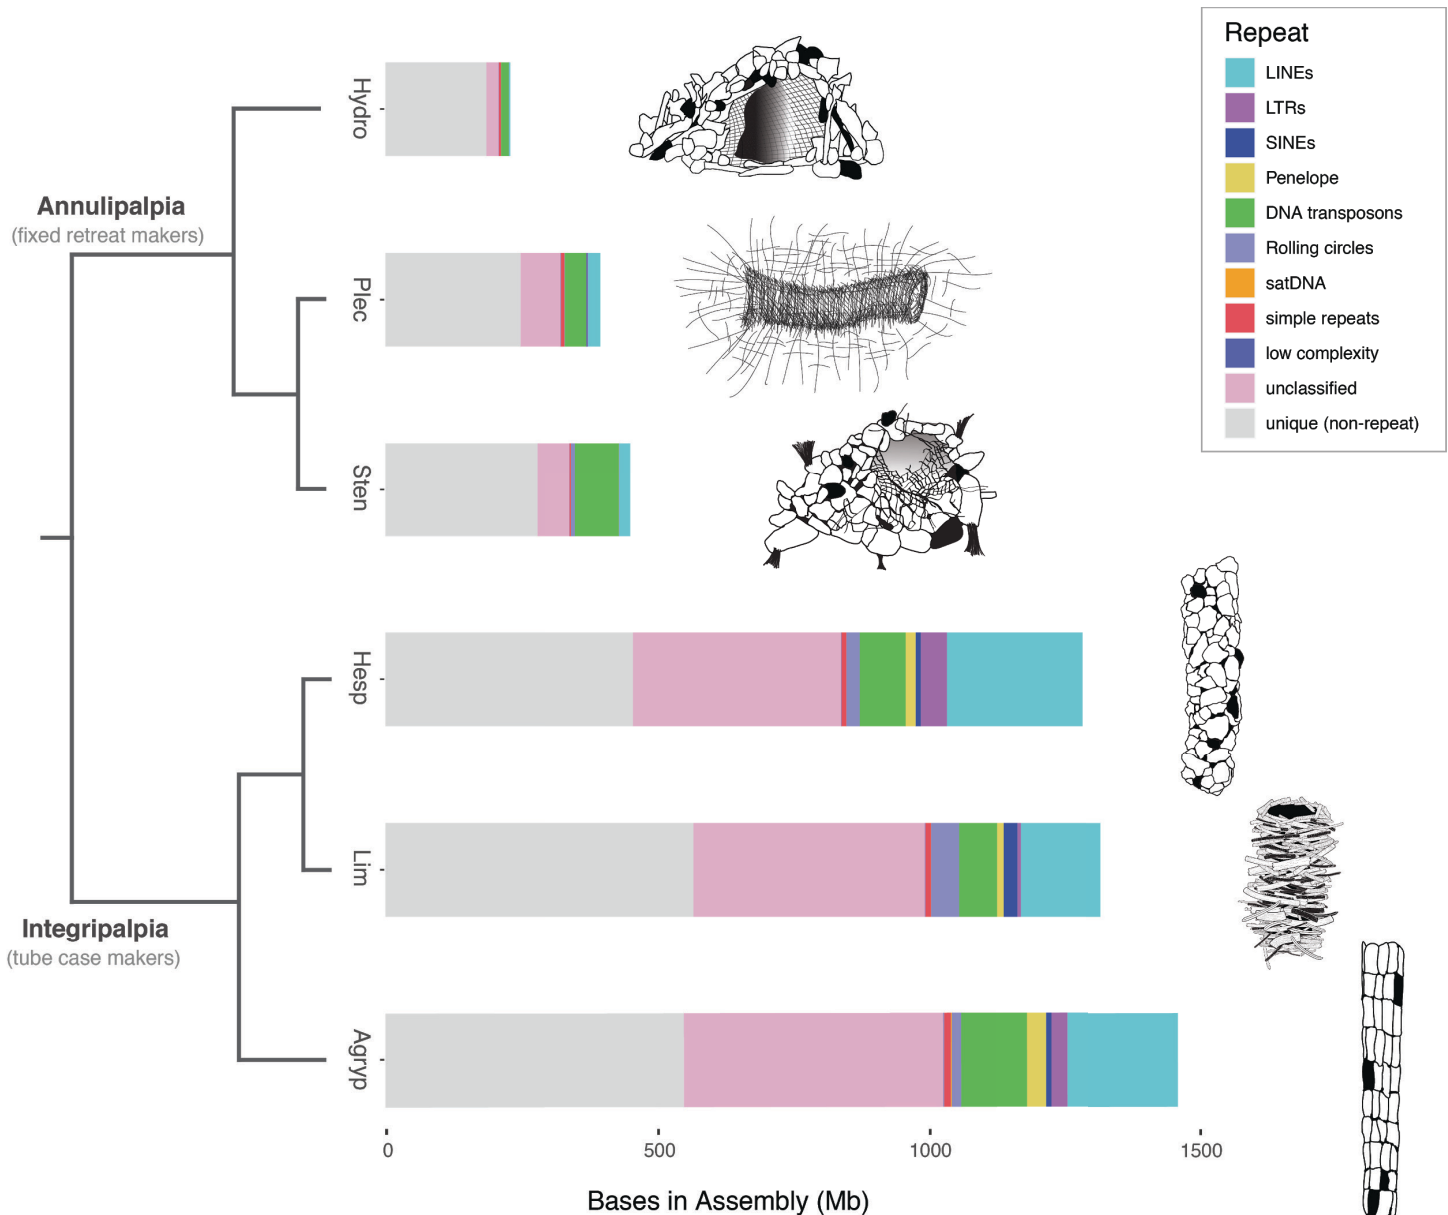 Repeat
LINEs
LTRs
SINEs
Penelope
DNA transposons
Rolling circles
satDNA
simple repeats
low complexity
unclassified
unique (non-repeat)
Annulipalpia
(fixed retreat makers)
Integripalpia
(tube case makers)
Hydro
Plec
Sten
Hesp
Lim
Agryp
0
500
1000
1500
Bases in Assembly (Mb)